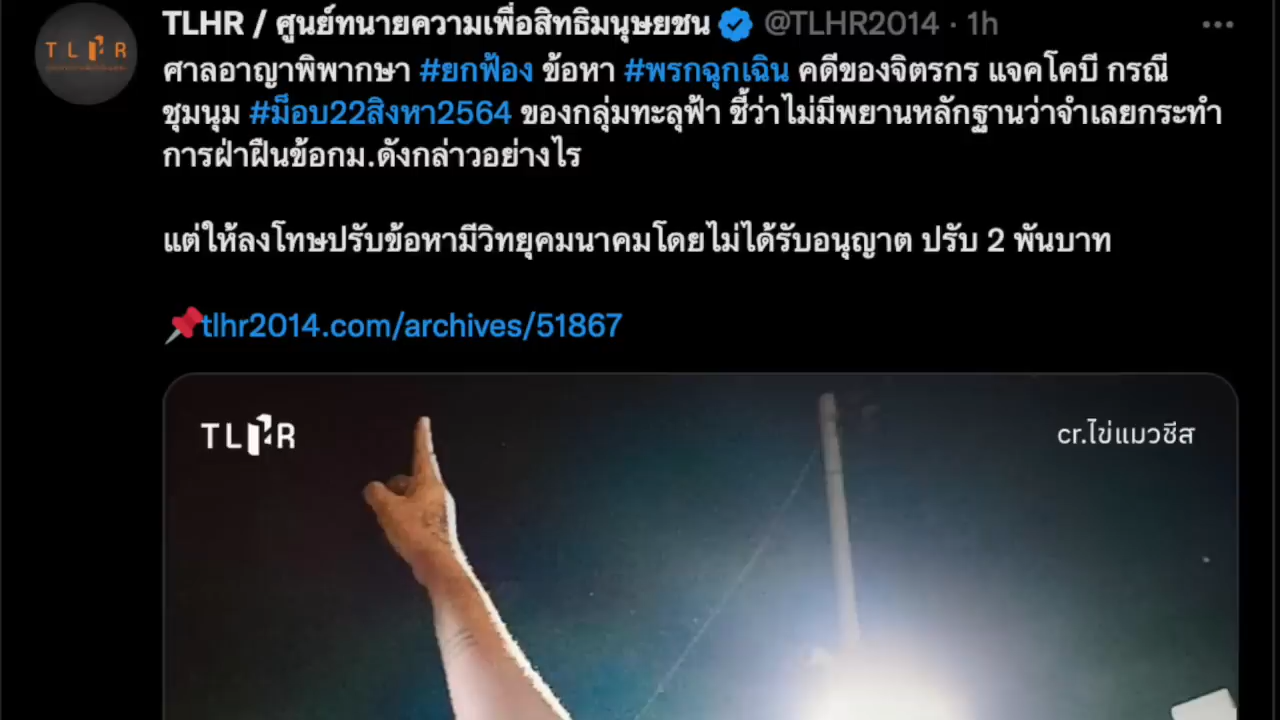 TLHR
TLHR / ศูนย์ทนายความเพื่อสิทธิมนุษยชน @TLHR2014 · 1h
ศาลอาญาพิพากษา #ยกฟ้อง ข้อหา #พรกฉุกเฉิน คดีของจิตรกร แจคโคบี กรณี
ชุมนุม #ม็อบ22สิงหา2564 ของกลุ่มทะลุฟ้า ชี้ว่าไม่มีพยานหลักฐานว่าจำเลยกระทำ
การฝ่าฝืนข้อกม.ดังกล่าวอย่างไร
แต่ให้ลงโทษปรับข้อหามีวิทยุคมนาคมโดยไม่ได้รับอนุญาต ปรับ 2 พันบาท
📌tlhr2014.com/archives/51867
TLHR
cr.ไข่แมวชีส